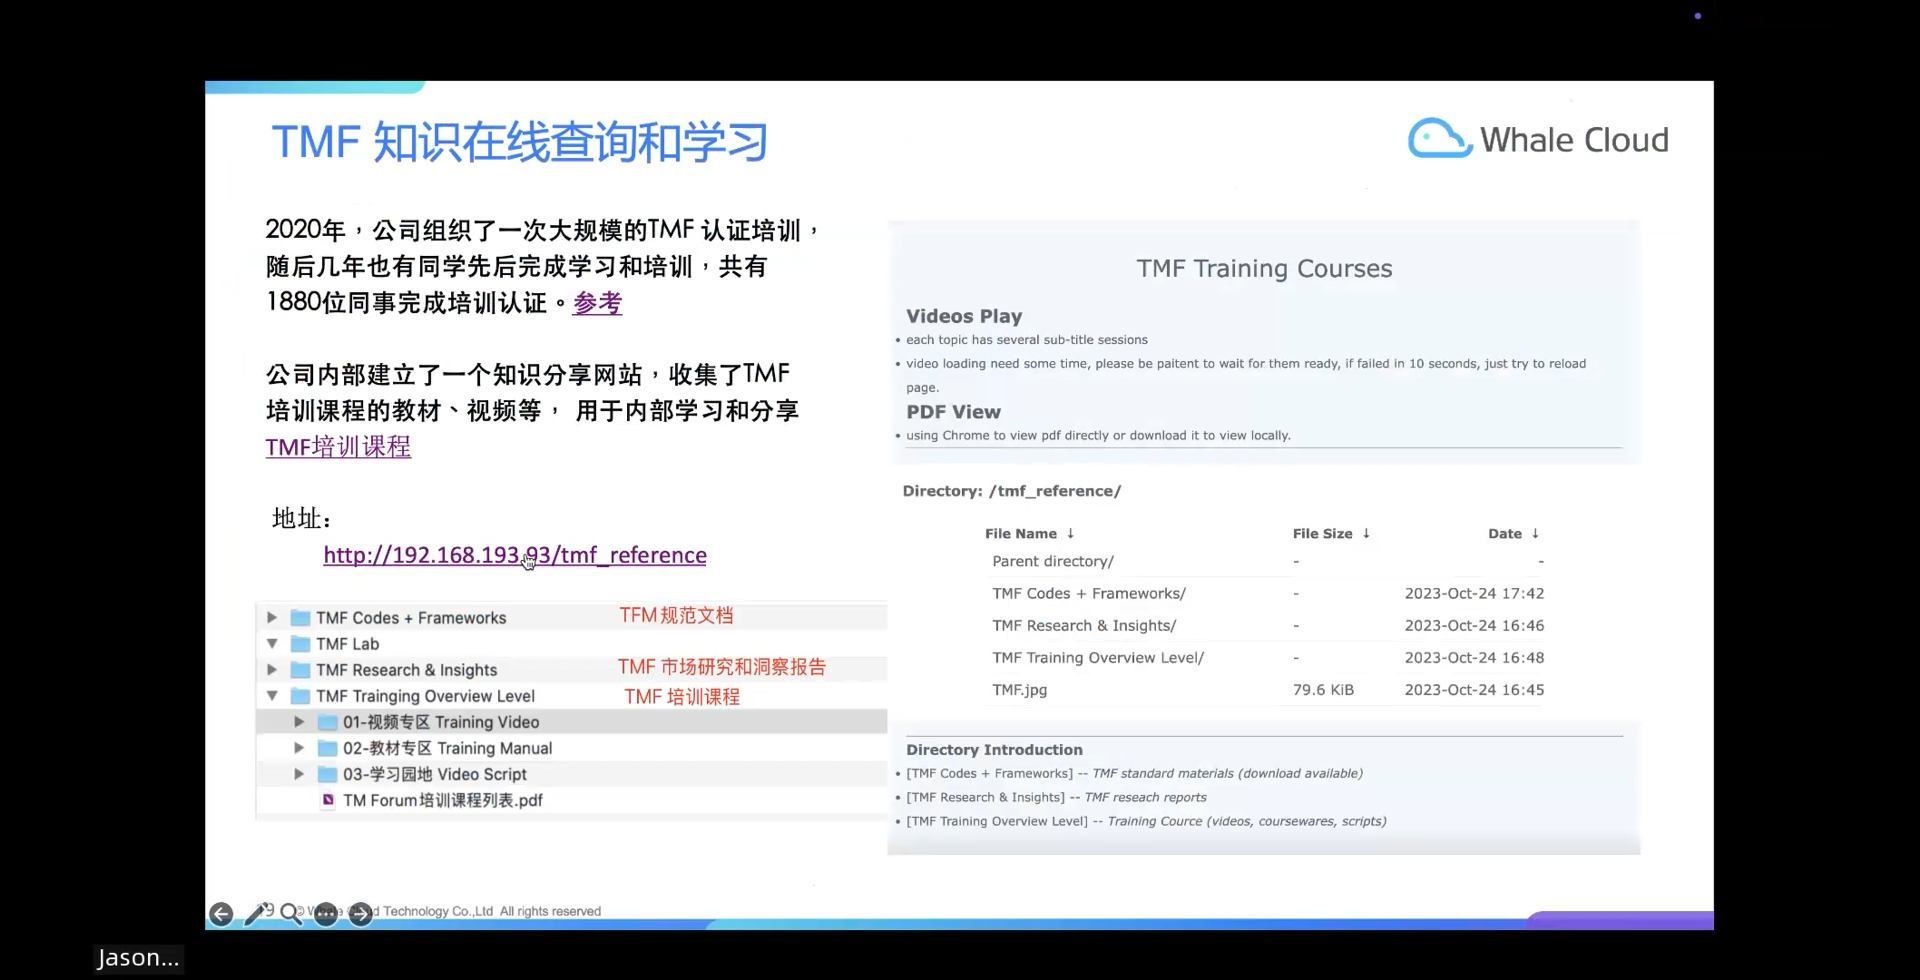 TMF 知识在线查询和学习
Whale Cloud
2020年，公司组织了一次大规模的TMF 认证培训，
随后几年也有同学先后完成学习和培训，共有
1880位同事完成培训认证。参考
公司内部建立了一个知识分享网站，收集了TMF
培训课程的教材、视频等， 用于内部学习和分享
TMF培训课程
地址：
http://192.168.193.93/tmf_reference
TMF Codes + Frameworks TFM 规范文档
TMF Lab
TMF Research & Insights TMF 市场研究和洞察报告
TMF Trainging Overview Level TMF 培训课程
01-视频专区 Training Video
02-教材专区 Training Manual
03-学习园地 Video Script
TM Forum培训课程列表.pdf
TMF Training Courses
Videos Play
• each topic has several sub-title sessions
• video loading need some time, please be paitent to wait for them ready, if failed in 10 seconds, just try to reload
page.
PDF View
• using Chrome to view pdf directly or download it to view locally.
Directory: /tmf_reference/
File Name ↓ File Size ↓ Date ↓
Parent directory/ - -
TMF Codes + Frameworks/ - 2023-Oct-24 17:42
TMF Research & Insights/ - 2023-Oct-24 16:46
TMF Training Overview Level/ - 2023-Oct-24 16:48
TMF.jpg 79.6 KiB 2023-Oct-24 16:45
Directory Introduction
• [TMF Codes + Frameworks] -- TMF standard materials (download available)
• [TMF Research & Insights] -- TMF reseach reports
• [TMF Training Overview Level] -- Training Cource (videos, coursewares, scripts)
Technology Co.,Ltd All rights reserved
Jason...